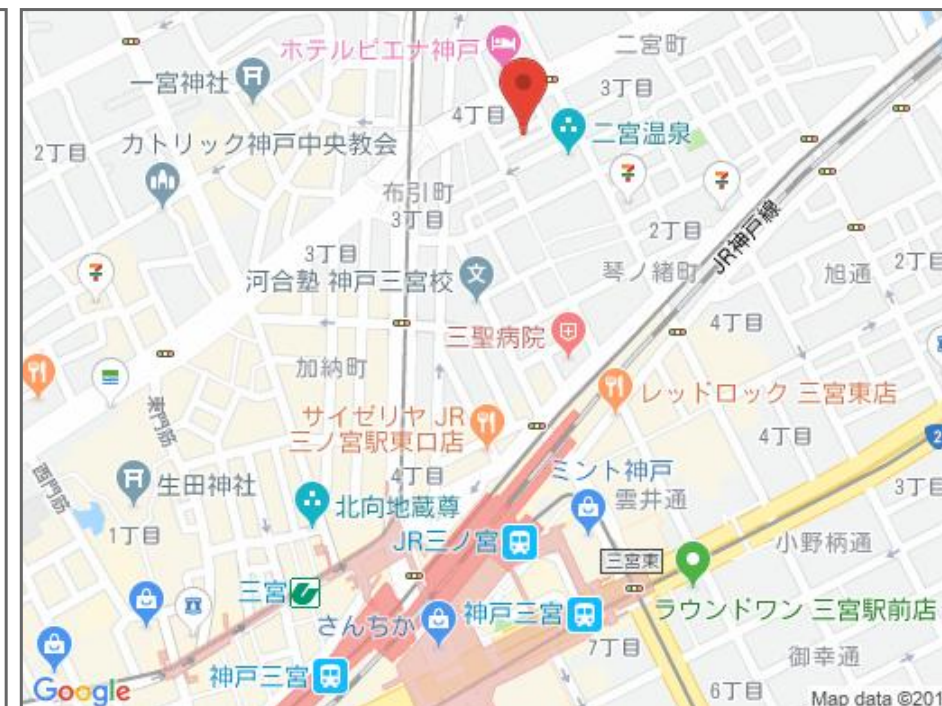 ホテルピエナ神戸
二宮町
一宮神社
3丁目
4丁目
二宮温泉
2丁目
カトリック神戸中央教会
布引町
3丁目
2丁目
JR神戸線
3丁目
河合塾 神戸三宮校
琴ノ緒町
旭通
2丁目
4丁目
三聖病院
加納町
レッドロック 三宮東店
東門筋
サイゼリヤ JR
三ノ宮駅東口店
4丁目
2
西門筋
生田神社
4丁目
ミント神戸
3丁目
北向地蔵尊
雲井通
1丁目
JR三ノ宮
小野柄通
三宮東
三宮
さんちか
神戸三宮
ラウンドワン 三宮駅前店
7丁目
御幸通
神戸三宮
6丁目
Google
Map data ©201